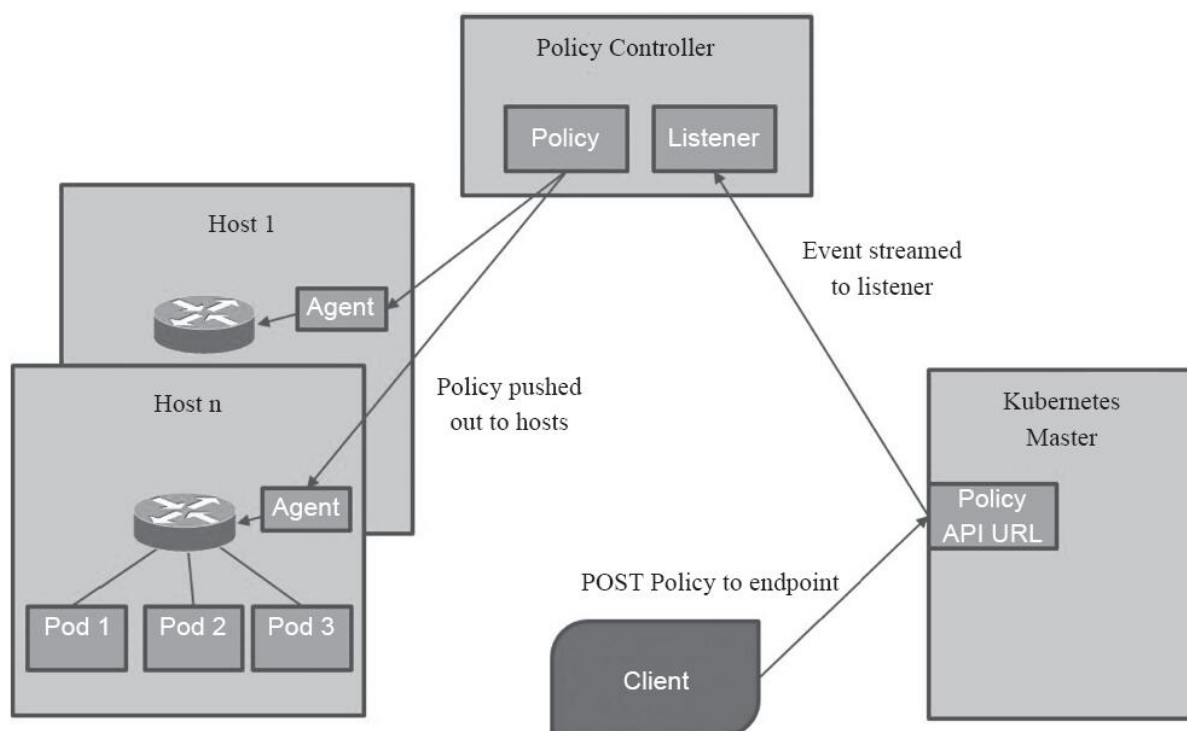 Policy Controller
Policy
Listener
Host 1
Agent
Event streamed
to listener
Host n
Policy pushed
out to hosts
Agent
Kubernetes
Master
Policy
API URL
POST Policy to endpoint
Pod 1
Pod 2
Pod 3
Client